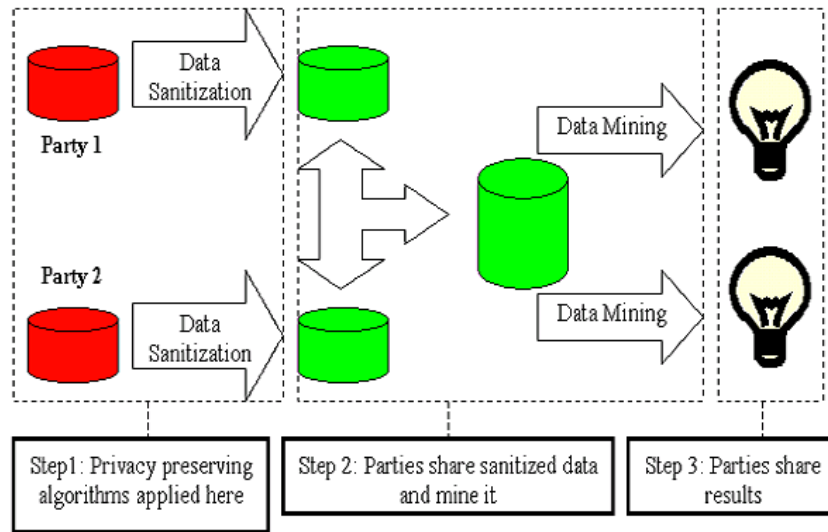 Data
Sanitization
Party 1
Data Mining
Party 2
Data
Sanitization
Data Mining
Step1: Privacy preserving
algorithms applied here
Step 2: Parties share sanitized data
and mine it
Step 3: Parties share
results